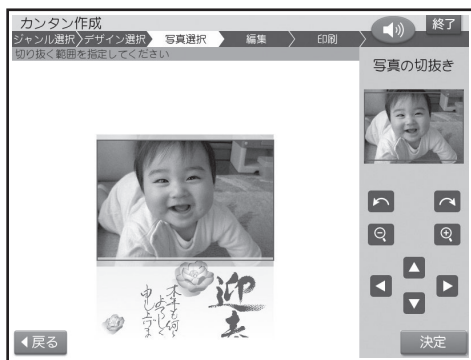 カンタン作成
終了
ジャンル選択
デザイン選択
写真選択
編集
印刷
切り抜く範囲を指定してください
写真の切抜き
迎春
本年も何
よろしく
申し上げま
戻る
決定